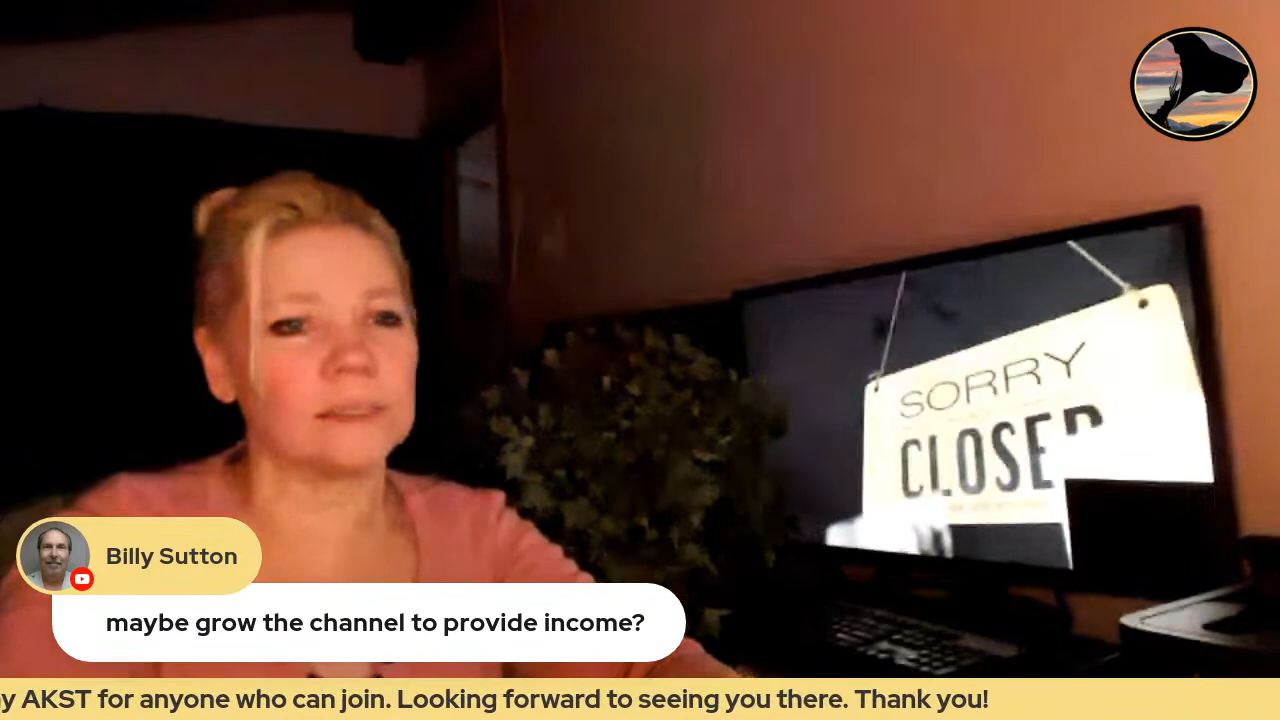 SORRY
CLOSED
Billy Sutton
maybe grow the channel to provide income?
y AKST for anyone who can join. Looking forward to seeing you there. Thank you!